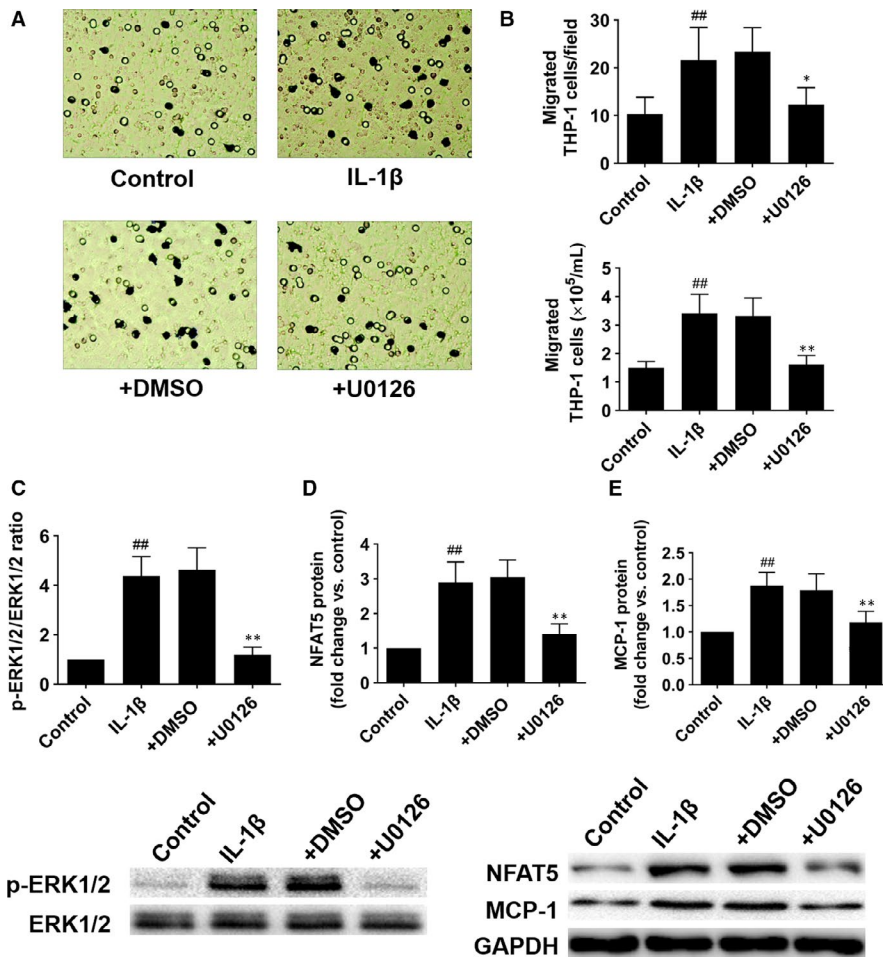 A
Control
IL-1β
+DMSO
+U0126
B
Migrated
THP-1 cells/field
30
20
10
0
##
*
Control
IL-1β
+DMSO
+U0126
Migrated
THP-1 cells (×10⁵/mL)
5
4
3
2
1
0
##
**
Control
IL-1β
+DMSO
+U0126
C
p-ERK1/2/ERK1/2 ratio
6
4
2
0
##
**
Control
IL-1β
+DMSO
+U0126
D
NFAT5 protein
(fold change vs. control)
4
3
2
1
0
##
**
Control
IL-1β
+DMSO
+U0126
E
MCP-1 protein
(fold change vs. control)
2.5
2.0
1.5
1.0
0.5
0.0
##
**
Control
IL-1β
+DMSO
+U0126
Control
IL-1β
+DMSO
+U0126
p-ERK1/2
ERK1/2
Control
IL-1β
+DMSO
+U0126
NFAT5
MCP-1
GAPDH